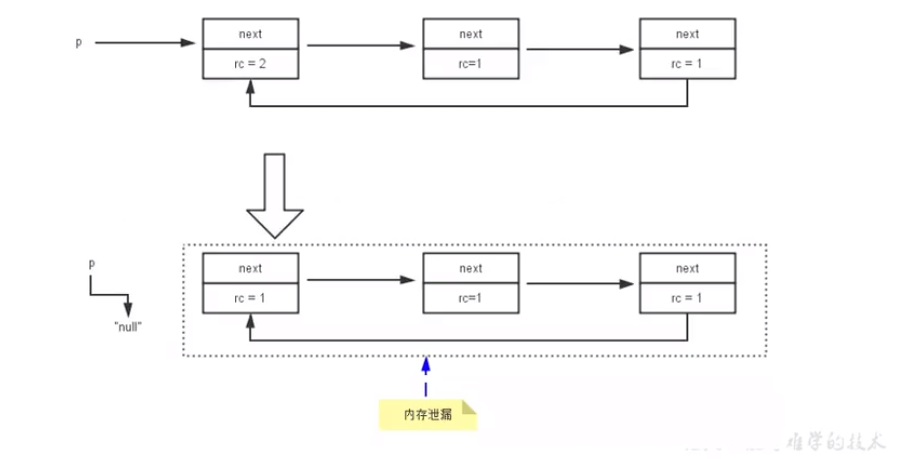 p
next
next
next
rc = 2
rc=1
rc = 1
p
next
next
next
rc = 1
rc=1
rc = 1
"null"
内存泄漏
难学的技术